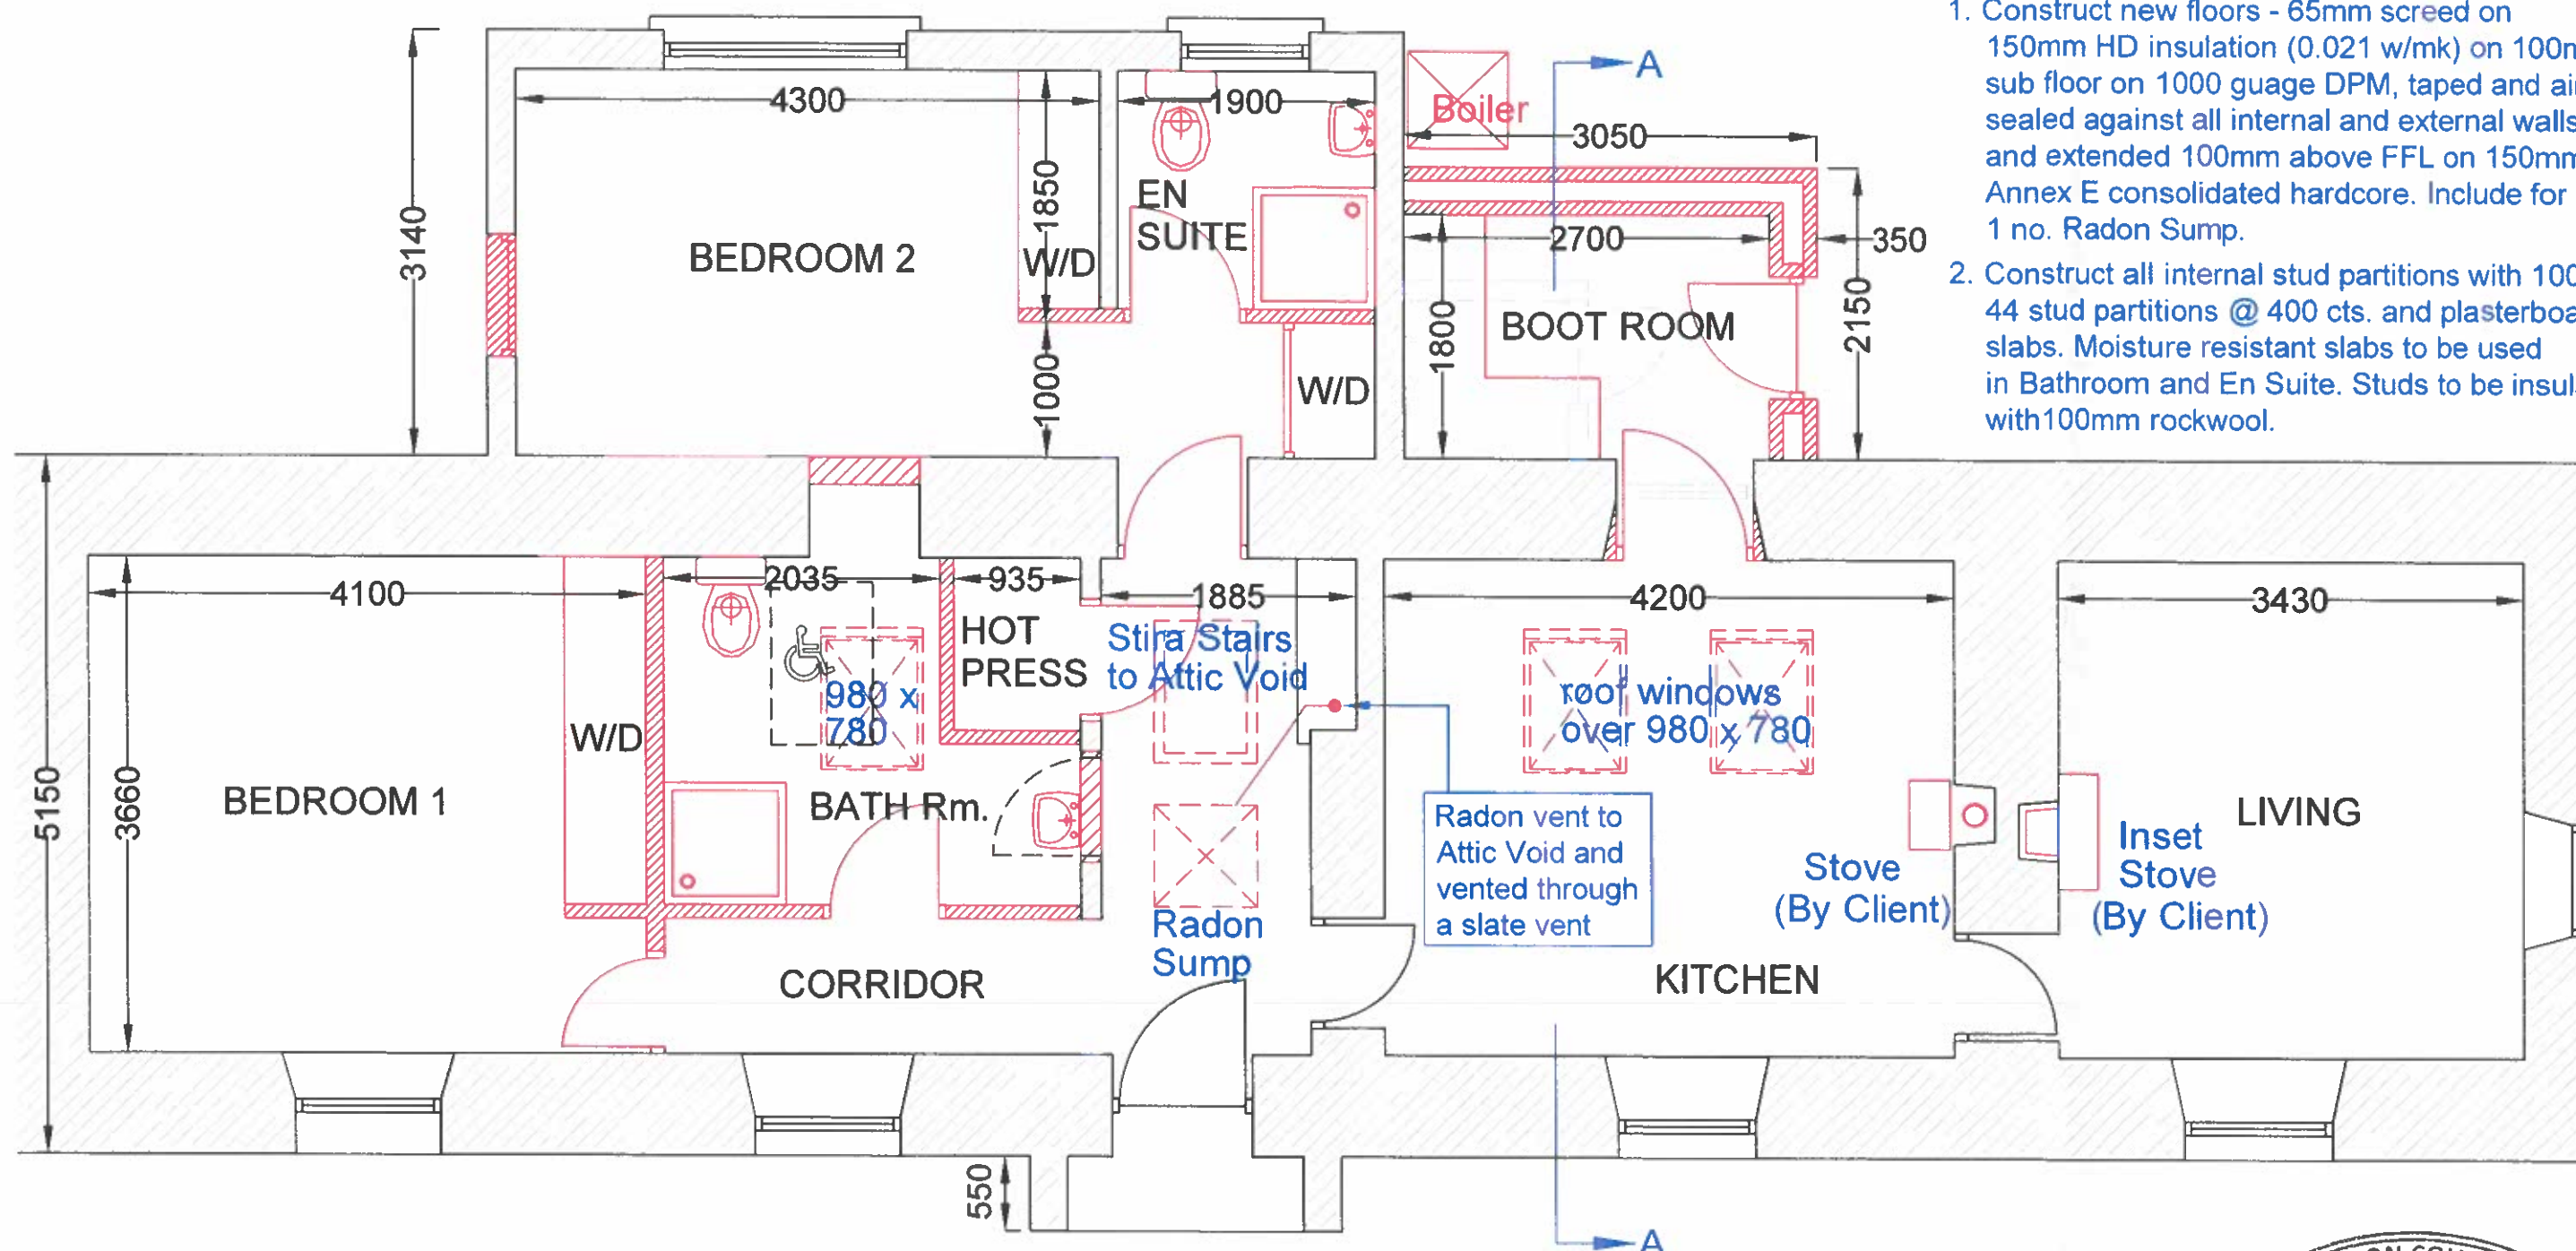 1. Construct new floors - 65mm screed on
150mm HD insulation (0.021 w/mk) on 100m
sub floor on 1000 guage DPM, taped and air
sealed against all internal and external walls
and extended 100mm above FFL on 150mm
Annex E consolidated hardcore. Include for
1 no. Radon Sump.
2. Construct all internal stud partitions with 100
44 stud partitions @ 400 cts. and plasterboa
slabs. Moisture resistant slabs to be used
in Bathroom and En Suite. Studs to be insul
with100mm rockwool.
A
Boiler
4300
1900
3050
3140
1850
EN
SUITE
BEDROOM 2
W/D
2700
350
1800
BOOT ROOM
2150
1000
W/D
4100
2035
935
1885
4200
3430
HOT
PRESS
Stira Stairs
to Attic Void
980 x
780
roof windows
over 980 x 780
W/D
5150
3660
BEDROOM 1
BATH Rm.
Radon vent to
Attic Void and
vented through
a slate vent
Stove
(By Client)
Inset
Stove
(By Client)
LIVING
Radon
Sump
CORRIDOR
KITCHEN
550
A